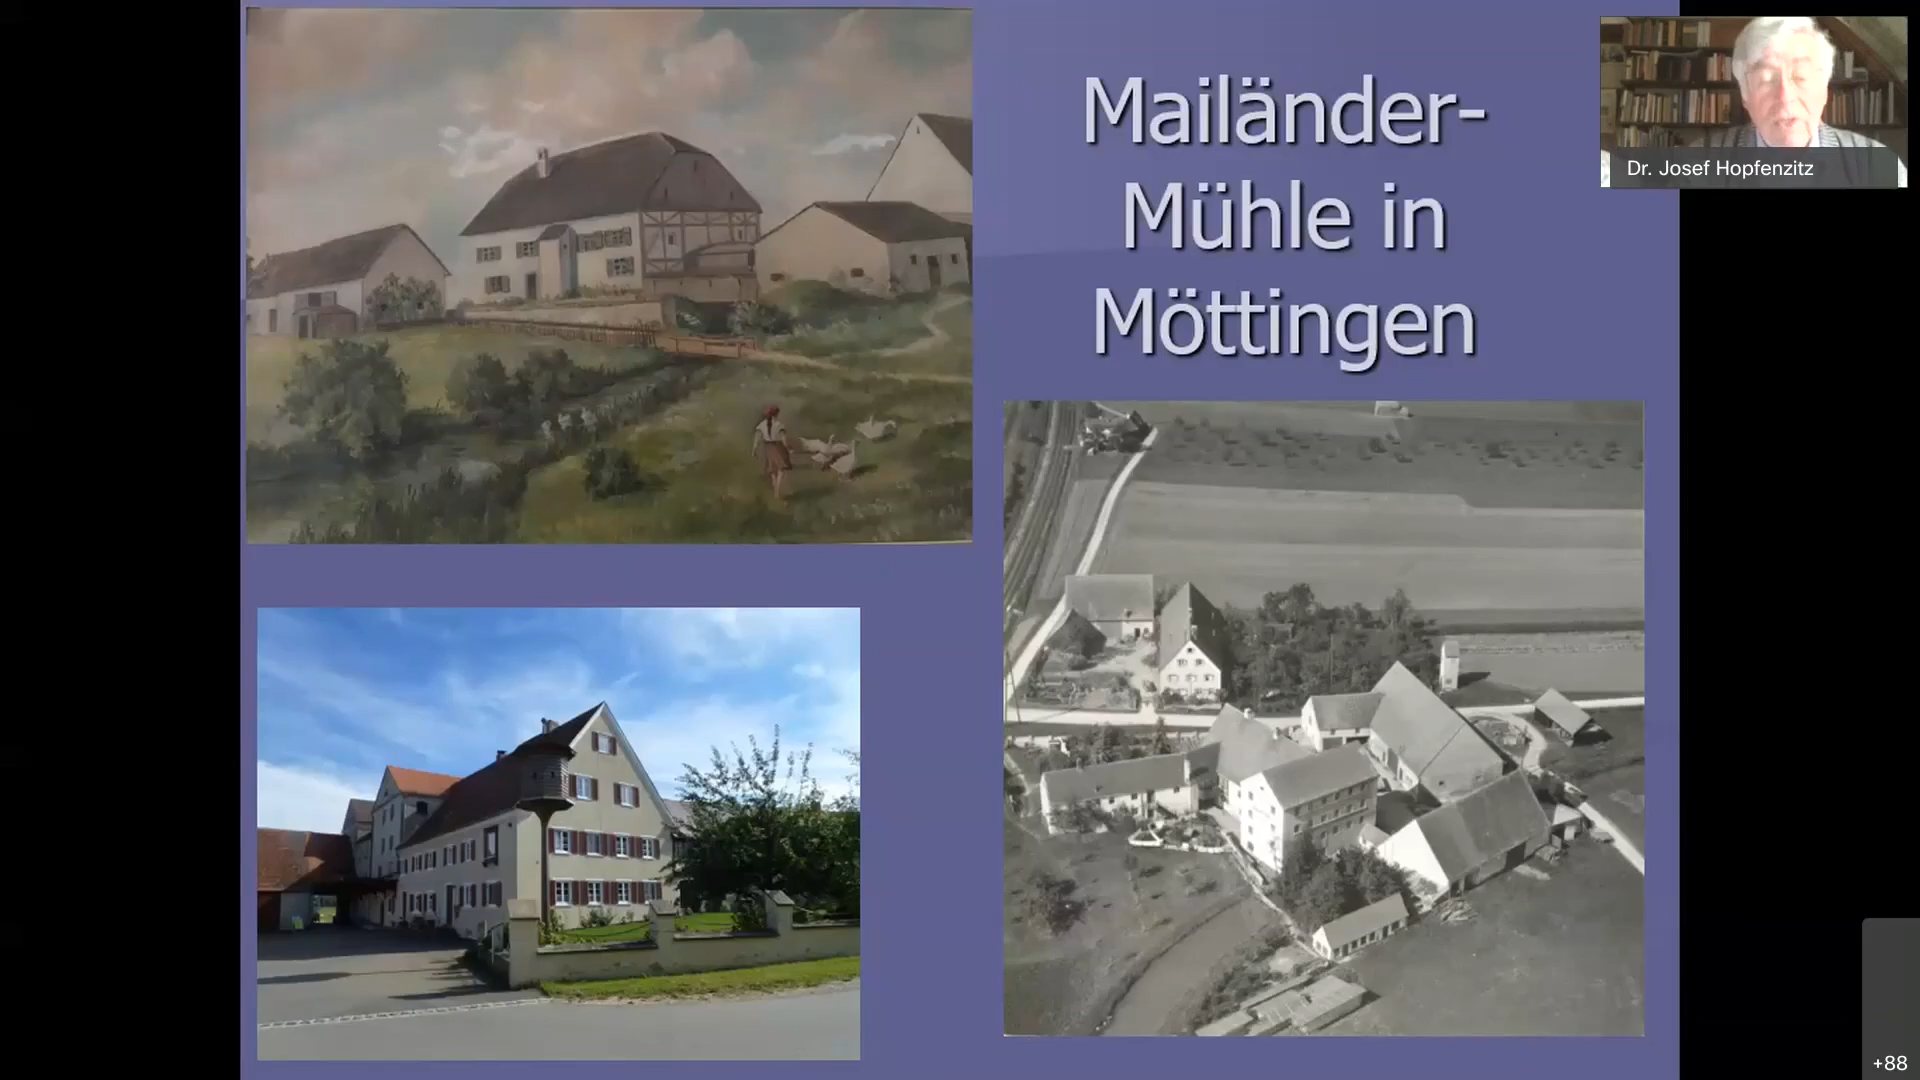 Mailänder-
Mühle in
Möttingen
Dr. Josef Hopfenzitz
+88